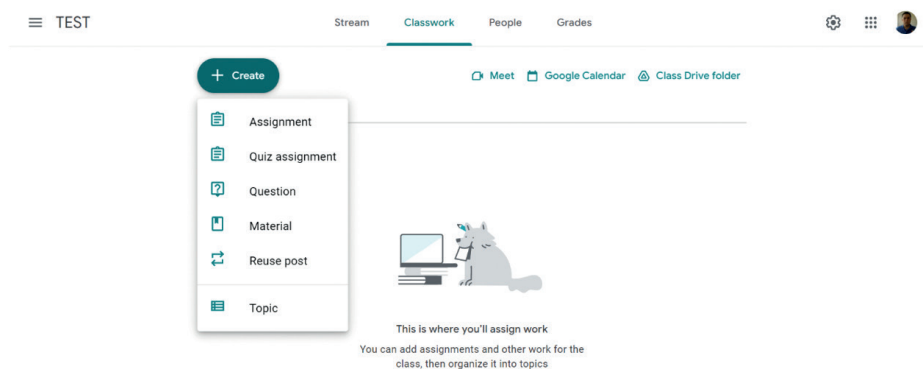 TEST
Stream Classwork People Grades
+ Create
Meet Google Calendar Class Drive folder
Assignment
Quiz assignment
Question
Material
Reuse post
Topic
This is where you'll assign work
You can add assignments and other work for the
class, then organize it into topics